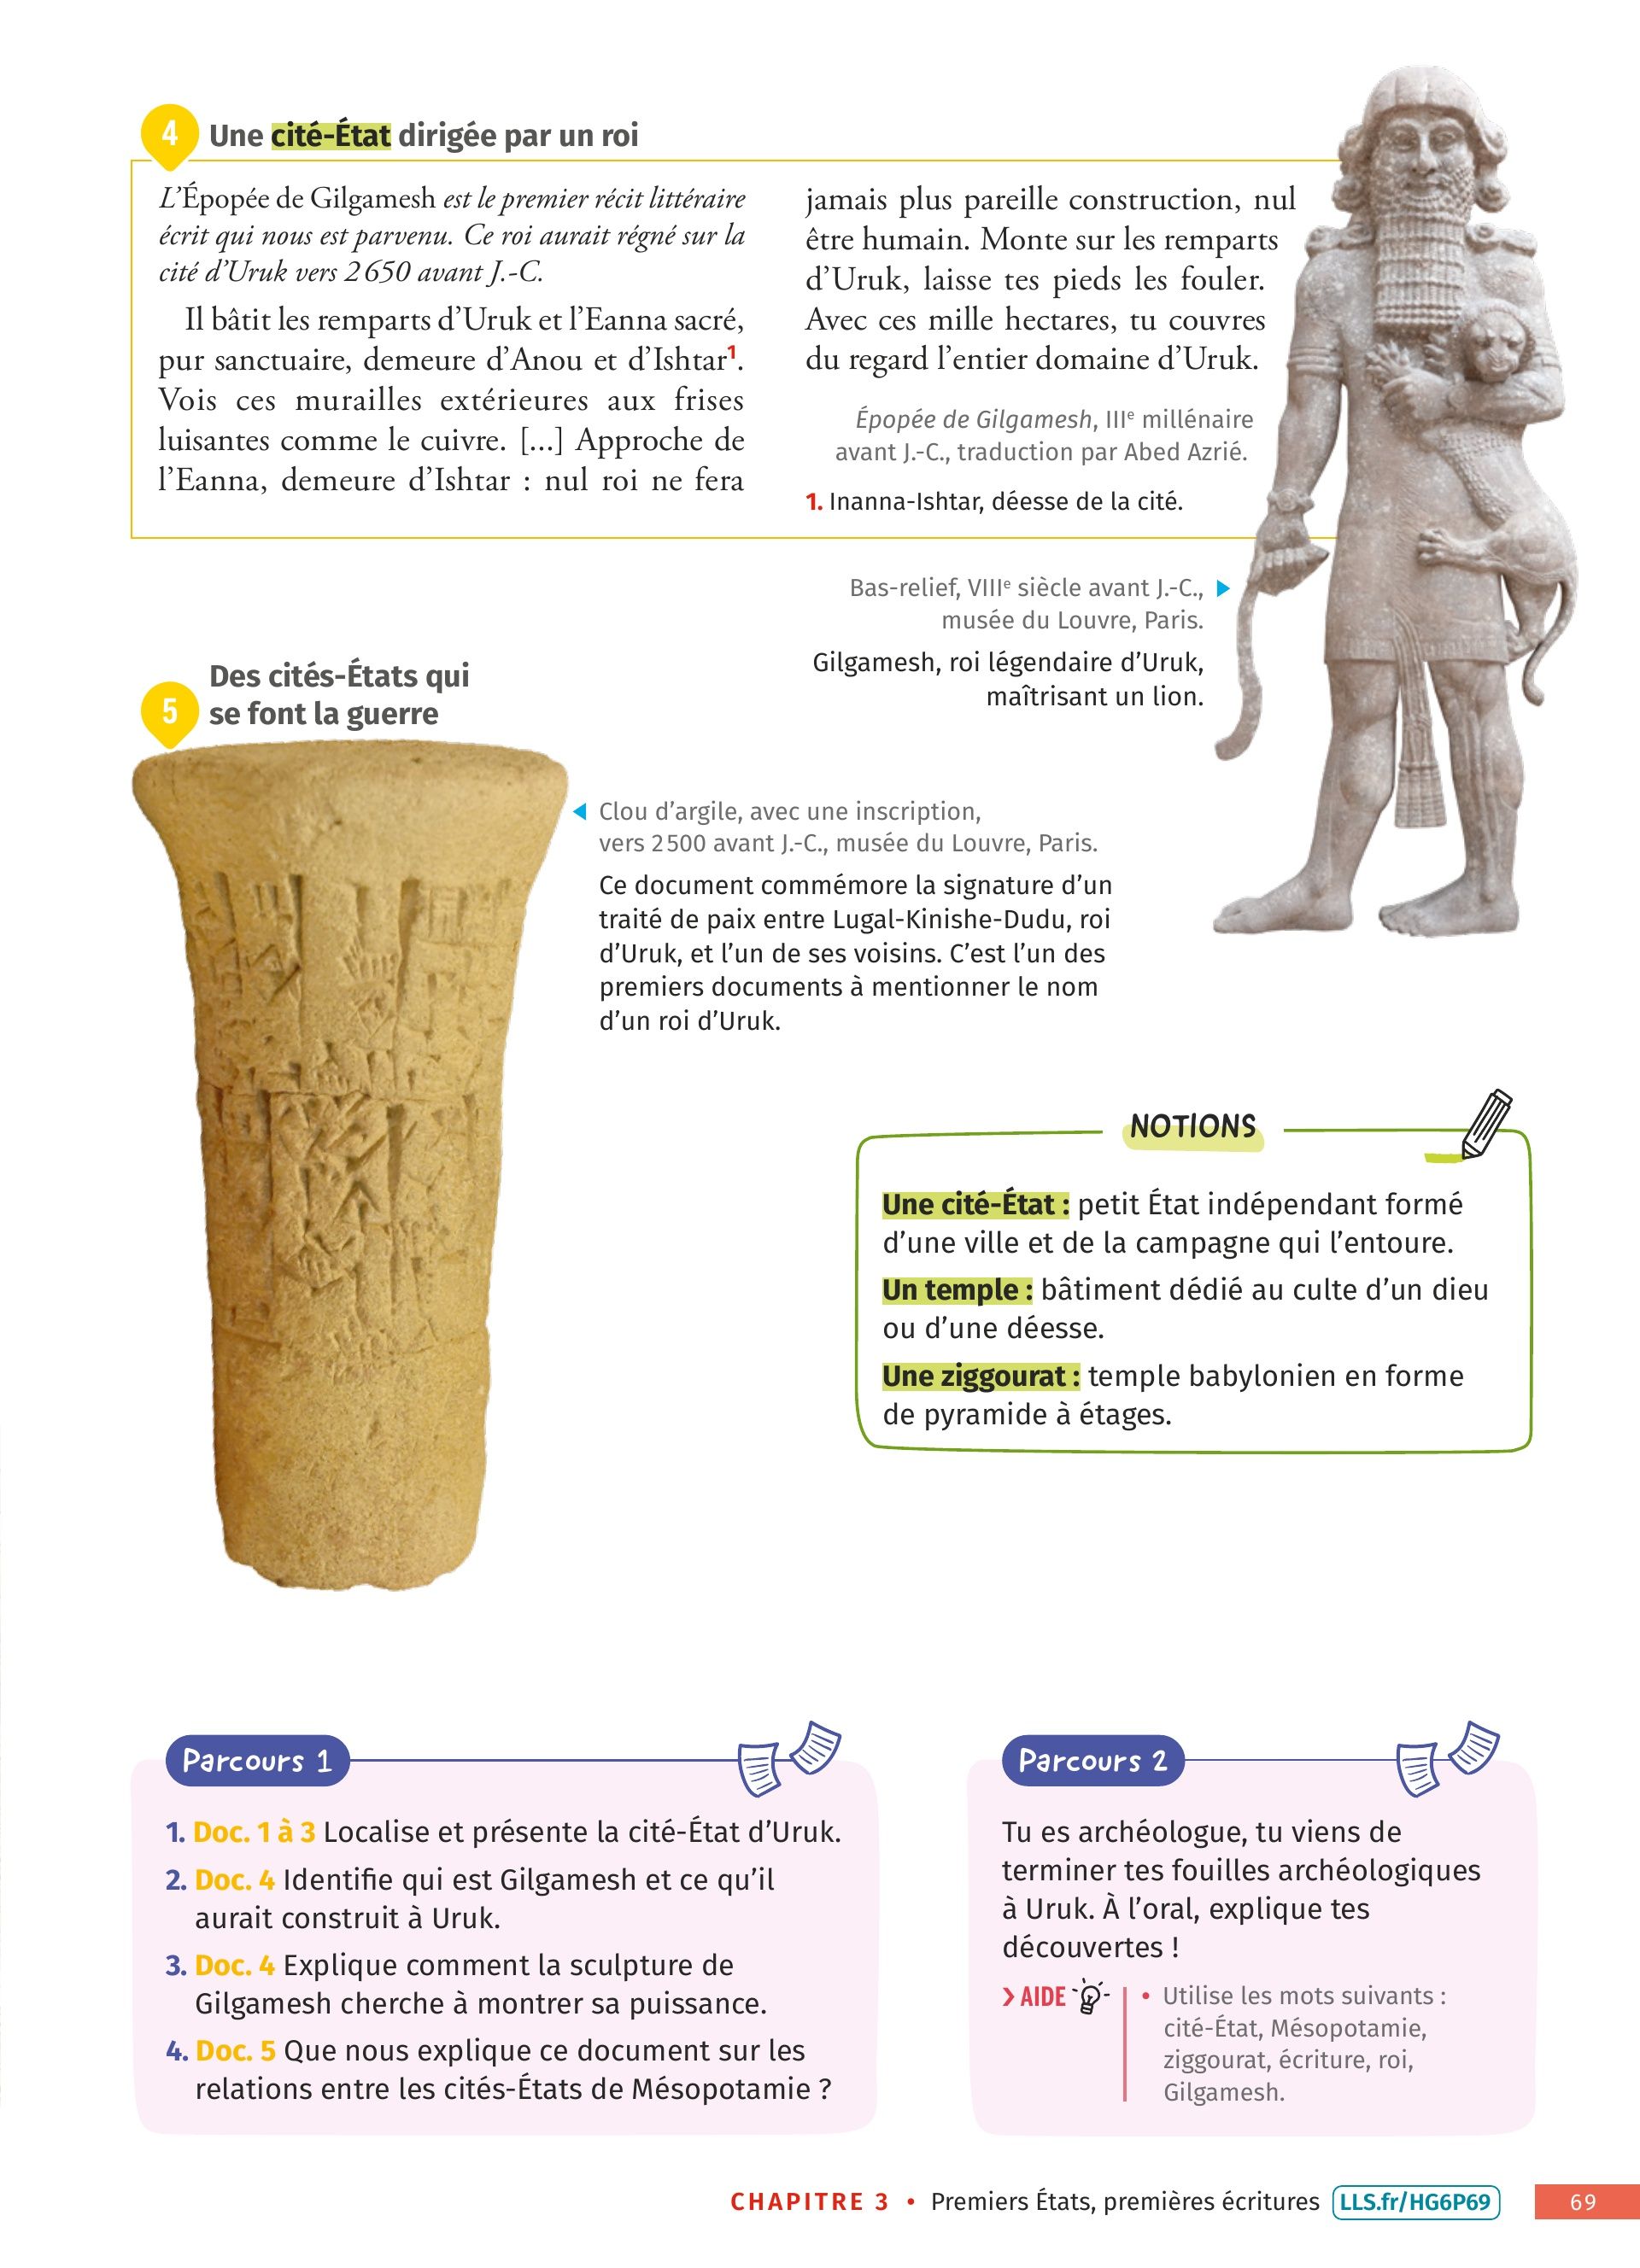 4
Une cité-État dirigée par un roi
L’Épopée de Gilgamesh est le premier récit littéraire
écrit qui nous est parvenu. Ce roi aurait régné sur la
cité d’Uruk vers 2 650 avant J.-C.
Il bâtit les remparts d’Uruk et l’Eanna sacré,
pur sanctuaire, demeure d’Anou et d’Ishtar1.
Vois ces murailles extérieures aux frises
luisantes comme le cuivre. [...] Approche de
l’Eanna, demeure d’Ishtar : nul roi ne fera
jamais plus pareille construction, nul
être humain. Monte sur les remparts
d’Uruk, laisse tes pieds les fouler.
Avec ces mille hectares, tu couvres
du regard l’entier domaine d’Uruk.
Épopée de Gilgamesh, IIIe millénaire
avant J.-C., traduction par Abed Azrié.
1. Inanna-Ishtar, déesse de la cité.
Bas-relief, VIIIe siècle avant J.-C.,
musée du Louvre, Paris.
Gilgamesh, roi légendaire d’Uruk,
maîtrisant un lion.
5
Des cités-États qui
se font la guerre
Clou d’argile, avec une inscription,
vers 2 500 avant J.-C., musée du Louvre, Paris.
Ce document commémore la signature d’un
traité de paix entre Lugal-Kinishe-Dudu, roi
d’Uruk, et l’un de ses voisins. C’est l’un des
premiers documents à mentionner le nom
d’un roi d’Uruk.
NOTIONS
Une cité-État : petit État indépendant formé
d’une ville et de la campagne qui l’entoure.
Un temple : bâtiment dédié au culte d’un dieu
ou d’une déesse.
Une ziggourat : temple babylonien en forme
de pyramide à étages.
Parcours 1
1. Doc. 1 à 3 Localise et présente la cité-État d’Uruk.
2. Doc. 4 Identifie qui est Gilgamesh et ce qu’il
aurait construit à Uruk.
3. Doc. 4 Explique comment la sculpture de
Gilgamesh cherche à montrer sa puissance.
4. Doc. 5 Que nous explique ce document sur les
relations entre les cités-États de Mésopotamie ?
Parcours 2
Tu es archéologue, tu viens de
terminer tes fouilles archéologiques
à Uruk. À l’oral, explique tes
découvertes !
› AIDE
• Utilise les mots suivants :
cité-État, Mésopotamie,
ziggourat, écriture, roi,
Gilgamesh.
CHAPITRE 3 • Premiers États, premières écritures LLS.fr/HG6P69 69